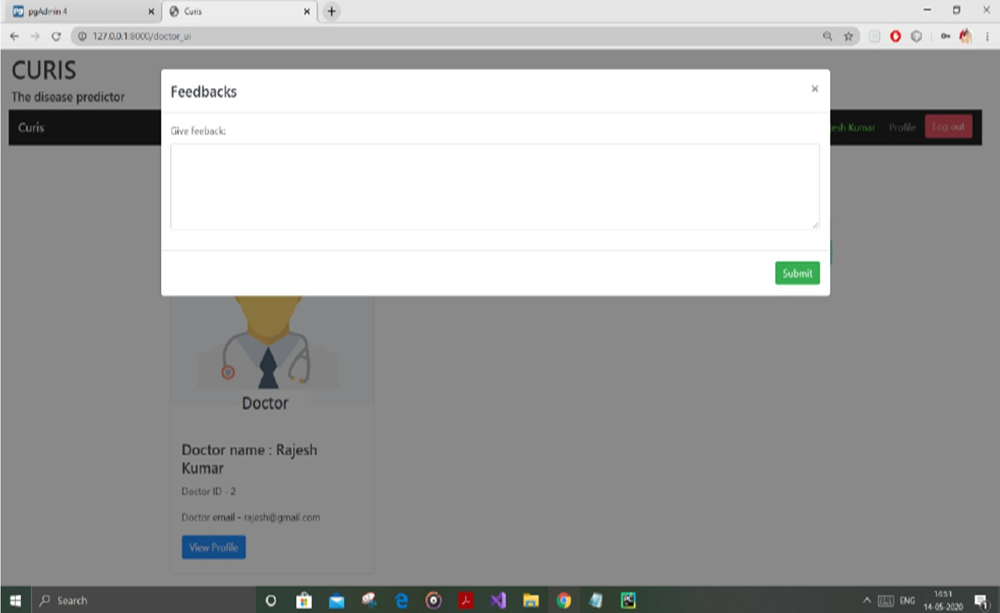 pgAdmin 4
Curis
127.0.0.1:8000/doctor_ui
CURIS
The disease predictor
Curis
esh Kumar Profile Log out
Feedbacks
×
Give feeback:
Submit
Doctor
Doctor name : Rajesh
Kumar
Doctor ID - 2
Doctor email - rajesh@gmail.com
View Profile
Search
ENG
16:51
14-05-2020
1